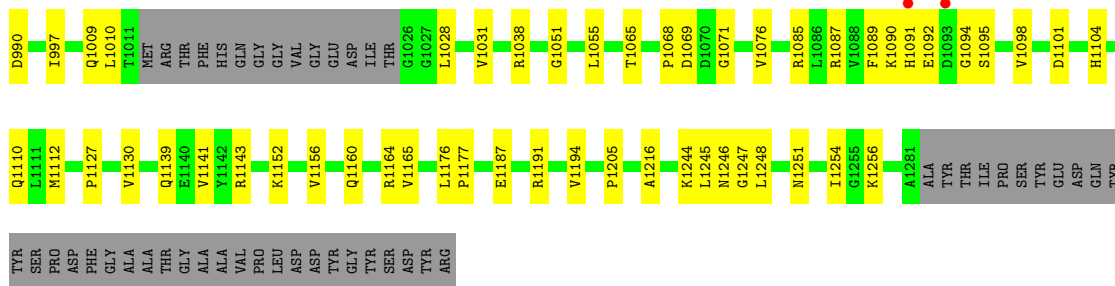 D990 I997 Q1009 L1010 T1011 MET ARG THR PHE HIS GLN GLY GLY VAL GLY GLU ASP ILE THR G1026 G1027 L1028 V1031 R1038 G1051 L1055 T1065 P1068 D1069 D1070 G1071 V1076 R1085 L1086 R1087 V1088 F1089 K1090 H1091 E1092 D1093 G1094 S1095 V1098 D1101 H1104
Q1110 L1111 M1112 P1127 V1130 Q1139 E1140 V1141 Y1142 R1143 K1152 V1156 Q1160 R1164 V1165 L1176 P1177 E1187 R1191 V1194 P1205 A1216 K1244 L1245 N1246 G1247 L1248 N1251 I1254 G1255 K1256 A1281 ALA TYR THR ILE PRO SER TYR GLU ASP GLN TYR
TYR SER PRO ASP PHE GLY ALA ALA THR GLY ALA ALA VAL PRO LEU ASP ASP TYR GLY TYR SER ASP TYR ARG